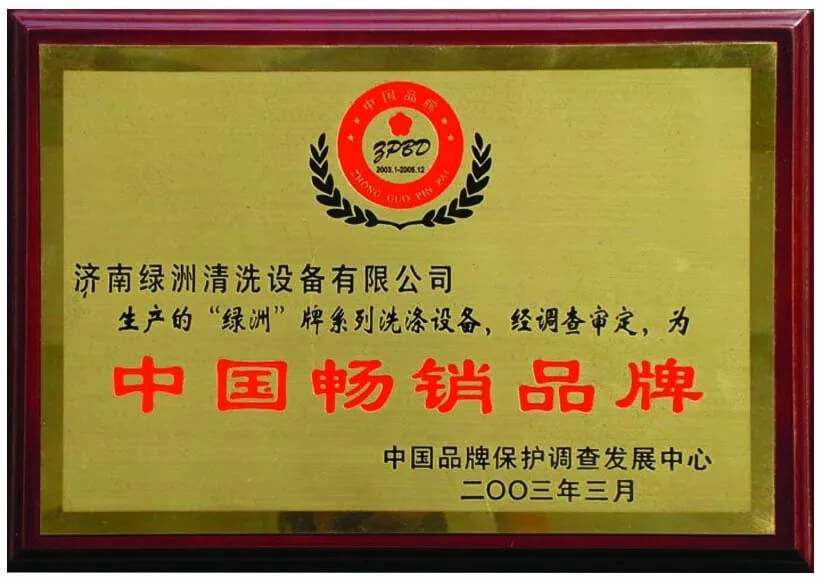 中国品牌
ZPBD
2003.1-2005.12
ZHONG GUO PIN PAI
济南绿洲清洗设备有限公司
生产的“绿洲”牌系列洗涤设备，经调查审定，为
中国畅销品牌
中国品牌保护调查发展中心
二〇〇三年三月